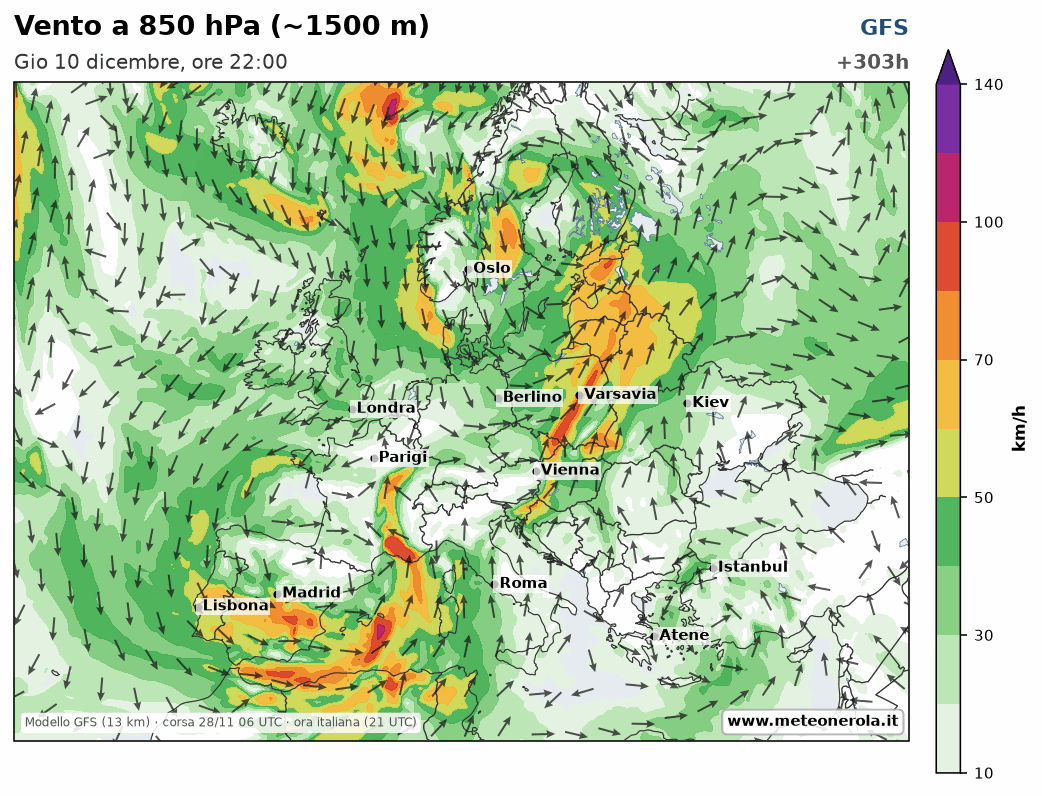 Vento a 850 hPa (~1500 m)
GFS
Gio 10 dicembre, ore 22:00
+303h
140
100
70
50
30
10
km/h
Oslo
Berlino
Varsavia
Kiev
Londra
Parigi
Vienna
Istanbul
Roma
Madrid
Lisbona
Atene
Modello GFS (13 km) · corsa 28/11 06 UTC · ora italiana (21 UTC)
www.meteonerola.it